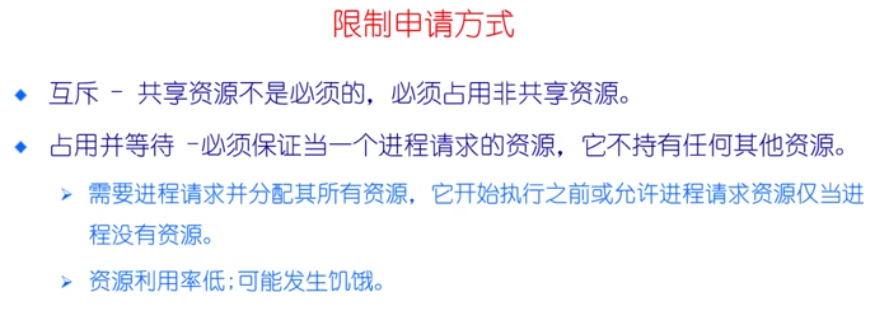 限制申请方式
互斥 - 共享资源不是必须的，必须占用非共享资源。
占用并等待 -必须保证当一个进程请求的资源，它不持有任何其他资源。
需要进程请求并分配其所有资源，它开始执行之前或允许进程请求资源仅当进
程没有资源。
资源利用率低;可能发生饥饿。